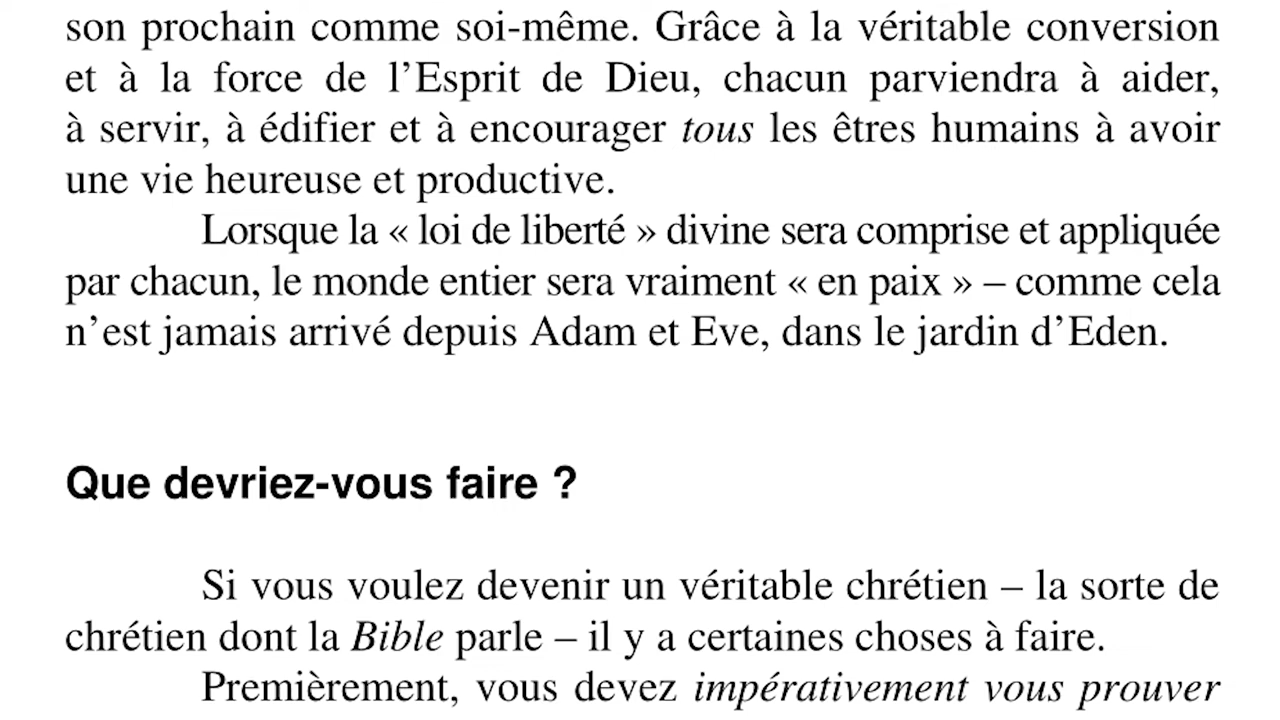 son prochain comme soi-même. Grâce à la véritable conversion
et à la force de l’Esprit de Dieu, chacun parviendra à aider,
à servir, à édifier et à encourager tous les êtres humains à avoir
une vie heureuse et productive.
Lorsque la « loi de liberté » divine sera comprise et appliquée
par chacun, le monde entier sera vraiment « en paix » – comme cela
n’est jamais arrivé depuis Adam et Eve, dans le jardin d’Eden.
Que devriez-vous faire ?
Si vous voulez devenir un véritable chrétien – la sorte de
chrétien dont la Bible parle – il y a certaines choses à faire.
Premièrement, vous devez impérativement vous prouver